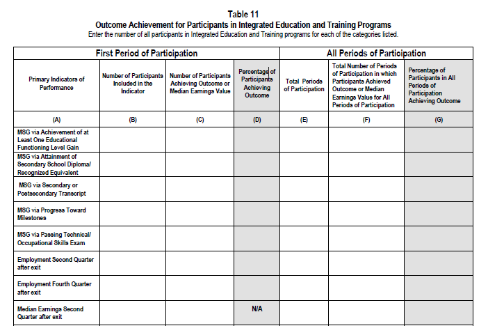 Table 11
Outcome Achievement for Participants in Integrated Education and Training Programs
Enter the number of all participants in Integrated Education and Training programs for each of the categories listed.
First Period of Participation
All Periods of Participation
Primary Indicators of
Performance
Number of Participants
Included in the
Indicator
Number of Participants
Achieving Outcome or
Median Earnings Value
Percentage of
Participants
Achieving
Outcome
Total Periods
of Participation
Total Number of Periods
of Participation in which
Participants Achieved
Outcome or Median
Earnings Value for All
Periods of Participation
Percentage of
Participants in All
Periods of
Participation
Achieving Outcome
(A)
(B)
(C)
(D)
(E)
(F)
(G)
MSG via Achievement of at
Least One Educational
Functioning Level Gain
MSG via Attainment of
Secondary School Diploma/
Recognized Equivalent
MSG via Secondary or
Postsecondary Transcript
MSG via Progress Toward
Milestones
MSG via Passing Technical/
Occupational Skills Exam
Employment Second Quarter
after exit
Employment Fourth Quarter
after exit
Median Earnings Second
Quarter after exit
N/A